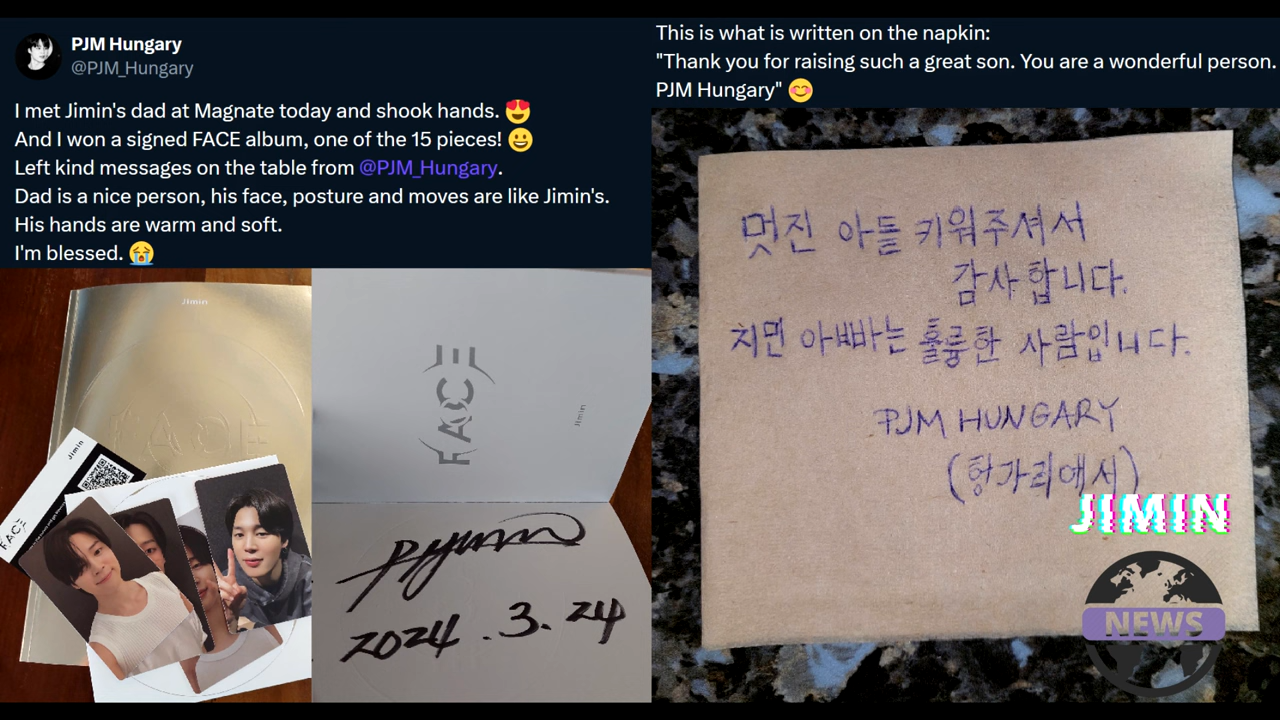 PJM Hungary
@PJM_Hungary
I met Jimin's dad at Magnate today and shook hands. 😍
And I won a signed FACE album, one of the 15 pieces! 😀
Left kind messages on the table from @PJM_Hungary.
Dad is a nice person, his face, posture and moves are like Jimin's.
His hands are warm and soft.
I'm blessed. 😭
Jimin
FACE
Jimin
FACE
FACE
Jimin
2024.3.24
This is what is written on the napkin:
"Thank you for raising such a great son. You are a wonderful person.
PJM Hungary" 😊
멋진 아들 키워주셔서
감사합니다.
지민 아빠는 훌륭한 사람입니다.
PJM HUNGARY
(헝가리에서)
JIMIN
NEWS